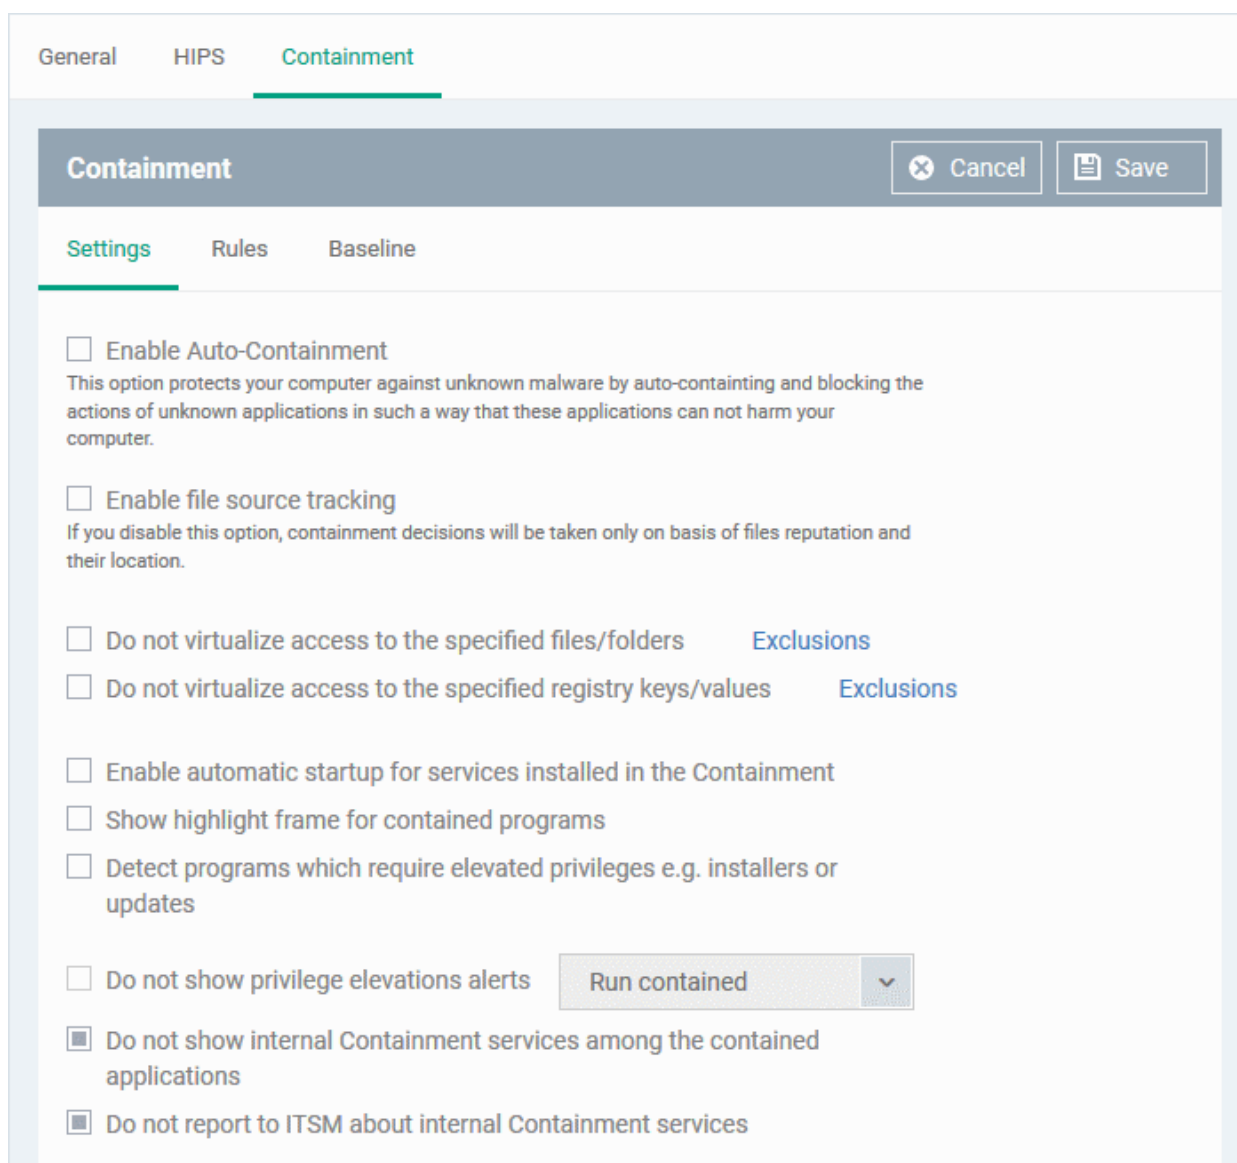 General HIPS Containment
Containment Cancel Save
Settings Rules Baseline
Enable Auto-Containment
This option protects your computer against unknown malware by auto-containting and blocking the
actions of unknown applications in such a way that these applications can not harm your
computer.
Enable file source tracking
If you disable this option, containment decisions will be taken only on basis of files reputation and
their location.
Do not virtualize access to the specified files/folders Exclusions
Do not virtualize access to the specified registry keys/values Exclusions
Enable automatic startup for services installed in the Containment
Show highlight frame for contained programs
Detect programs which require elevated privileges e.g. installers or
updates
Do not show privilege elevations alerts Run contained
Do not show internal Containment services among the contained
applications
Do not report to ITSM about internal Containment services